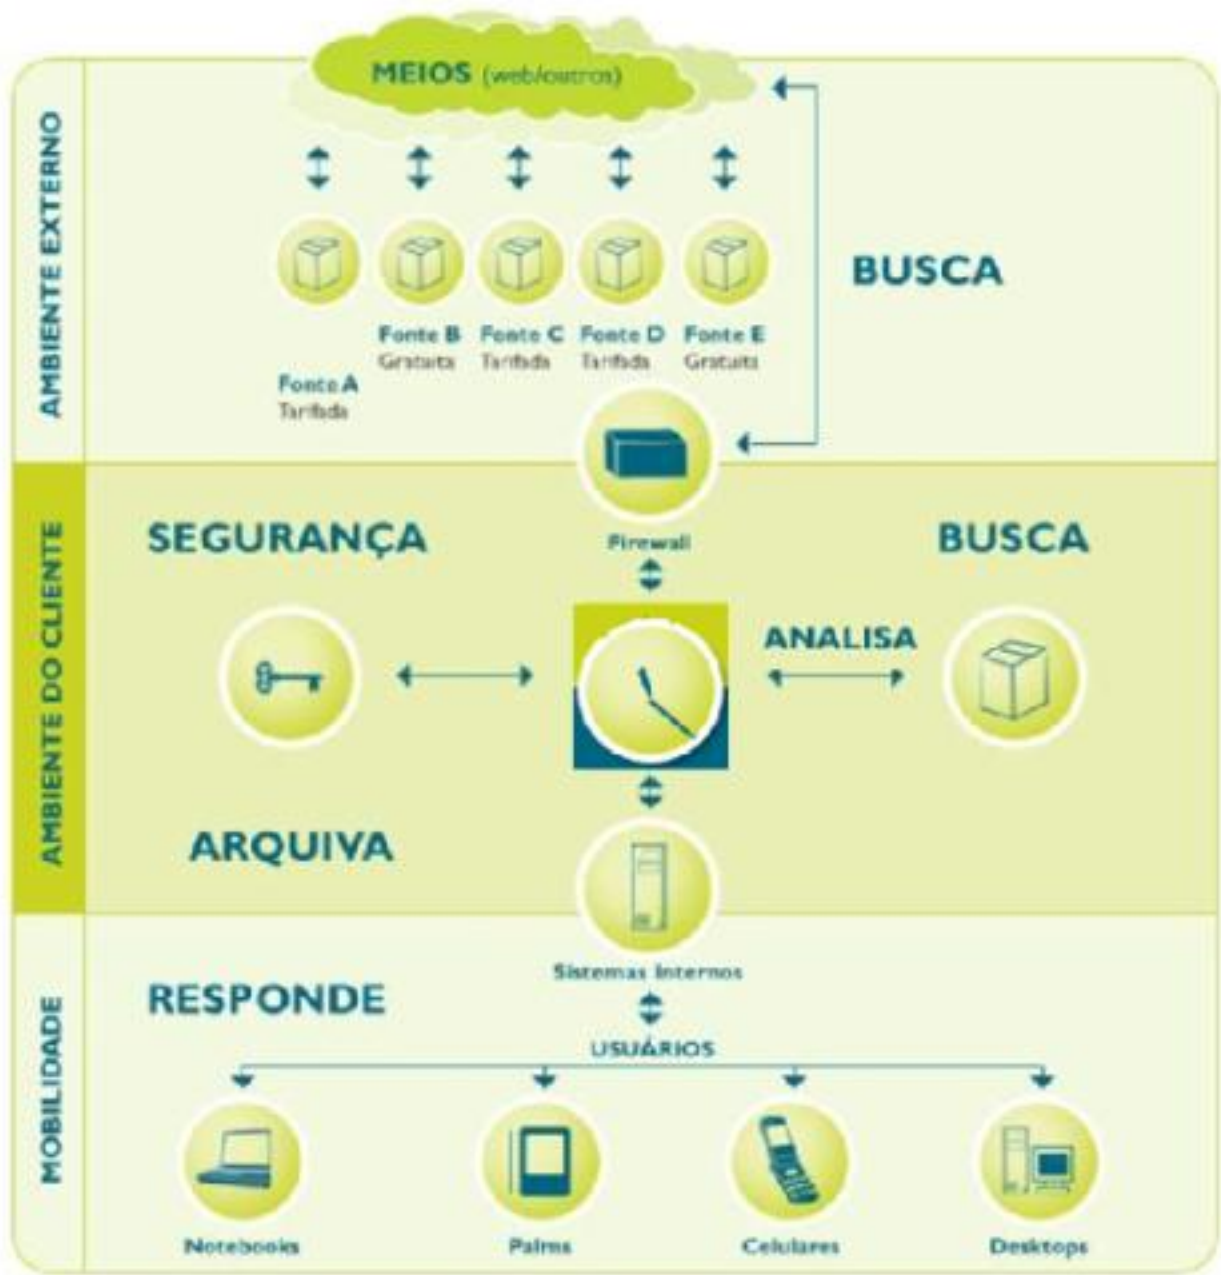 MEIOS (web/outros)
AMBIENTE EXTERNO
BUSCA
Fonte A
Tarifada
Fonte B
Gratuita
Fonte C
Tarifada
Fonte D
Tarifada
Fonte E
Gratuita
AMBIENTE DO CLIENTE
SEGURANÇA
Firewall
BUSCA
ANALISA
ARQUIVA
Sistemas Internos
MOBILIDADE
RESPONDE
USUÁRIOS
Notebooks
Palms
Celulares
Desktops